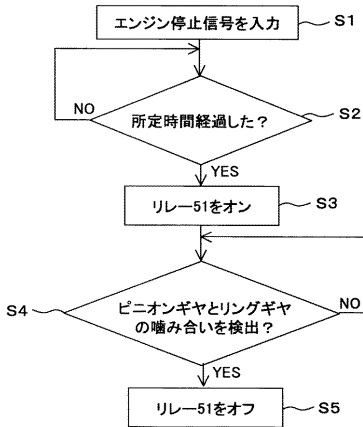 エンジン停止信号を入力
S1
所定時間経過した?
S2
NO
YES
リレー51をオン
S3
ピニオンギヤとリングギヤ
の噛み合いを検出?
S4
NO
YES
リレー51をオフ
S5